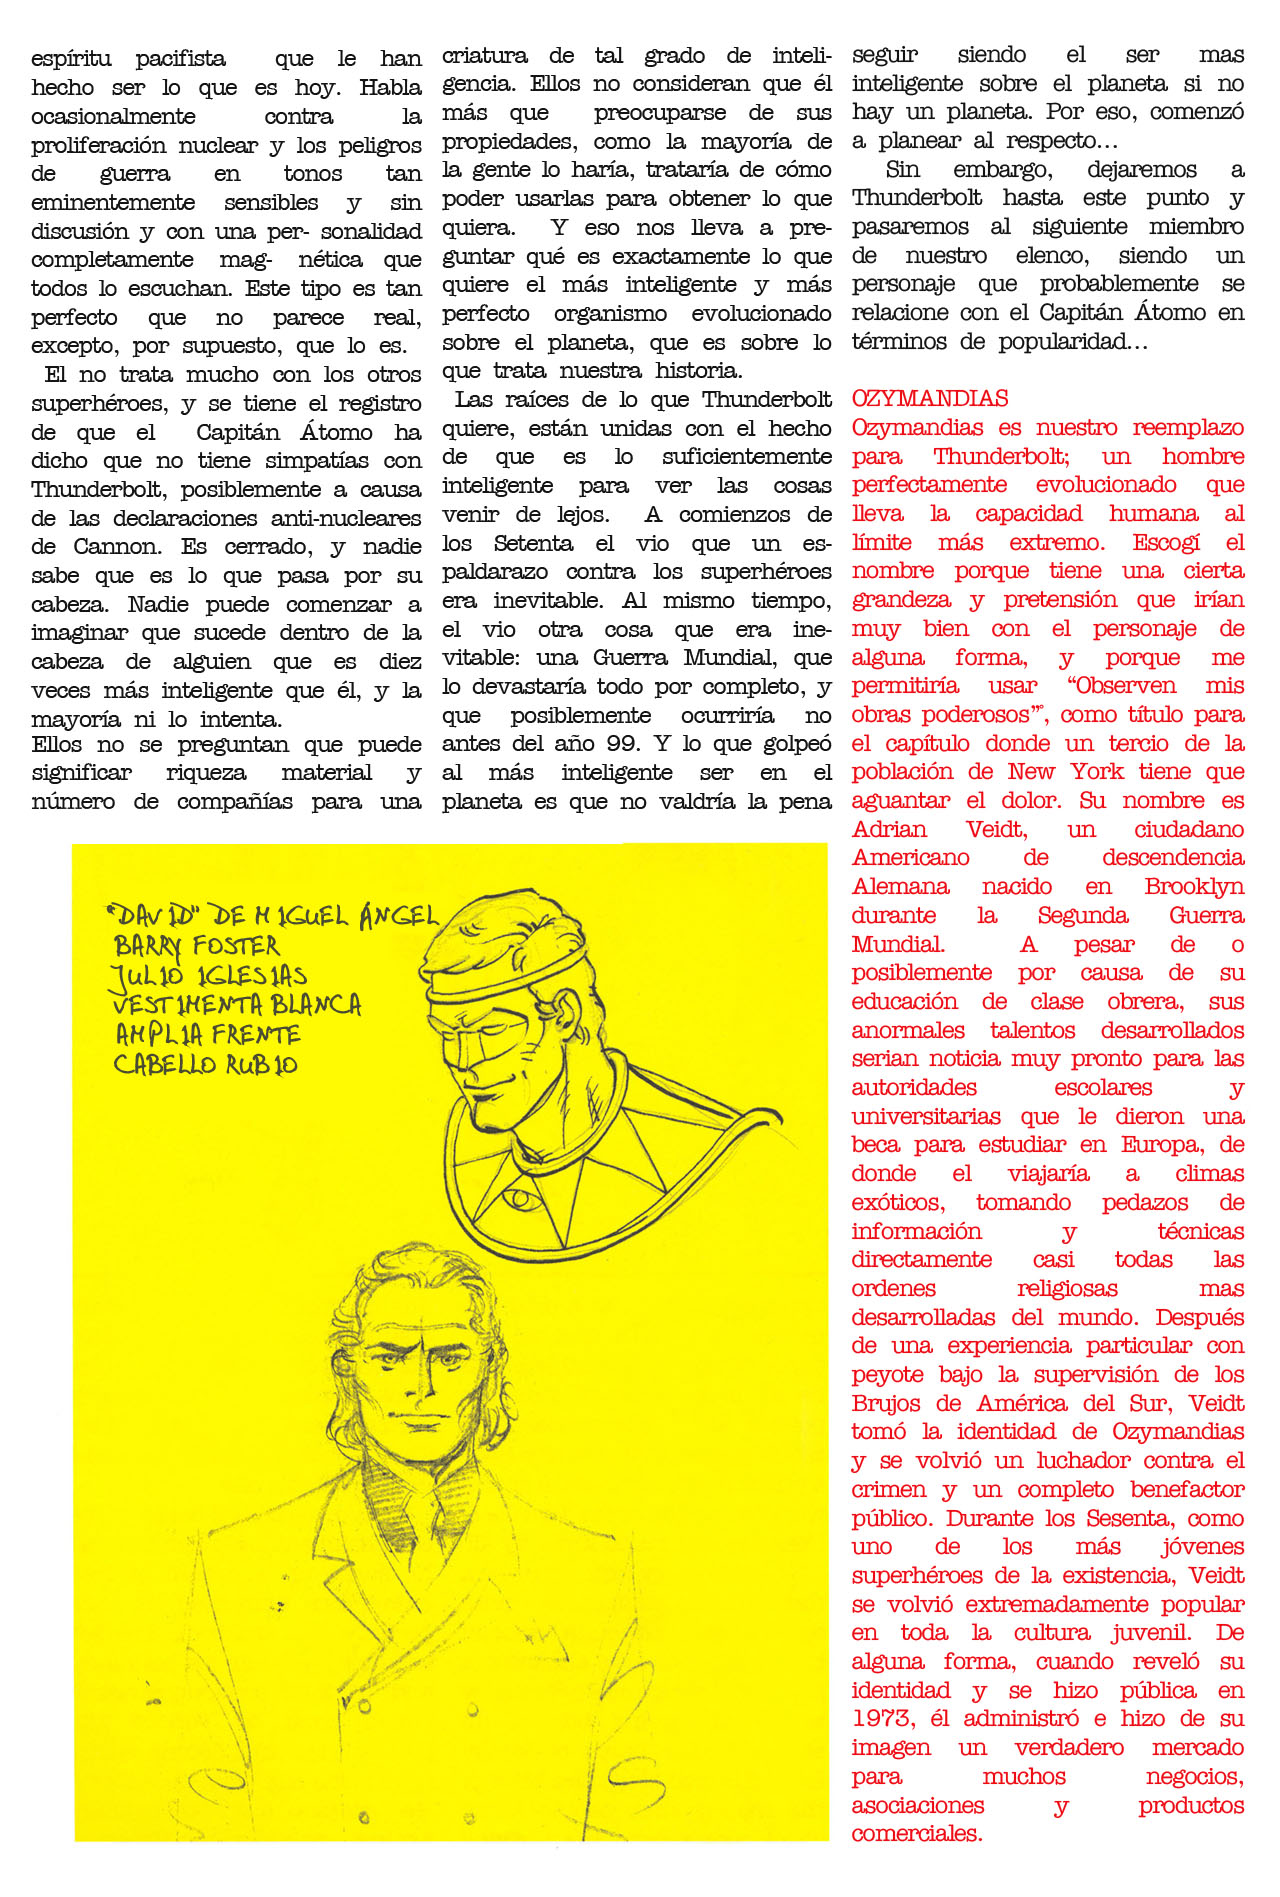 espíritu pacifista que le han
hecho ser lo que es hoy. Habla
ocasionalmente contra la
proliferación nuclear y los peligros
de guerra en tonos tan
eminentemente sensibles y sin
discusión y con una per- sonalidad
completamente mag- nética que
todos lo escuchan. Este tipo es tan
perfecto que no parece real,
excepto, por supuesto, que lo es.
El no trata mucho con los otros
superhéroes, y se tiene el registro
de que el Capitán Átomo ha
dicho que no tiene simpatías con
Thunderbolt, posiblemente a causa
de las declaraciones anti-nucleares
de Cannon. Es cerrado, y nadie
sabe que es lo que pasa por su
cabeza. Nadie puede comenzar a
imaginar que sucede dentro de la
cabeza de alguien que es diez
veces más inteligente que él, y la
mayoría ni lo intenta.
Ellos no se preguntan que puede
significar riqueza material y
número de compañías para una
criatura de tal grado de inteli-
gencia. Ellos no consideran que él
más que preocuparse de sus
propiedades, como la mayoría de
la gente lo haría, trataría de cómo
poder usarlas para obtener lo que
quiera. Y eso nos lleva a pre-
guntar qué es exactamente lo que
quiere el más inteligente y más
perfecto organismo evolucionado
sobre el planeta, que es sobre lo
que trata nuestra historia.
Las raíces de lo que Thunderbolt
quiere, están unidas con el hecho
de que es lo suficientemente
inteligente para ver las cosas
venir de lejos. A comienzos de
los Setenta el vio que un es-
paldarazo contra los superhéroes
era inevitable. Al mismo tiempo,
el vio otra cosa que era ine-
vitable: una Guerra Mundial, que
lo devastaría todo por completo, y
que posiblemente ocurriría no
antes del año 99. Y lo que golpeó
al más inteligente ser en el
planeta es que no valdría la pena
seguir siendo el ser mas
inteligente sobre el planeta si no
hay un planeta. Por eso, comenzó
a planear al respecto...
Sin embargo, dejaremos a
Thunderbolt hasta este punto y
pasaremos al siguiente miembro
de nuestro elenco, siendo un
personaje que probablemente se
relacione con el Capitán Átomo en
términos de popularidad...
OZYMANDIAS
Ozymandias es nuestro reemplazo
para Thunderbolt; un hombre
perfectamente evolucionado que
lleva la capacidad humana al
límite más extremo. Escogí el
nombre porque tiene una cierta
grandeza y pretensión que irían
muy bien con el personaje de
alguna forma, y porque me
permitiría usar “Observen mis
obras poderosos”*, como título para
el capítulo donde un tercio de la
población de New York tiene que
aguantar el dolor. Su nombre es
Adrian Veidt, un ciudadano
Americano de descendencia
Alemana nacido en Brooklyn
durante la Segunda Guerra
Mundial. A pesar de o
posiblemente por causa de su
educación de clase obrera, sus
anormales talentos desarrollados
serian noticia muy pronto para las
autoridades escolares y
universitarias que le dieron una
beca para estudiar en Europa, de
donde el viajaría a climas
exóticos, tomando pedazos de
información y técnicas
directamente casi todas las
ordenes religiosas mas
desarrolladas del mundo. Después
de una experiencia particular con
peyote bajo la supervisión de los
Brujos de América del Sur, Veidt
tomó la identidad de Ozymandias
y se volvió un luchador contra el
crimen y un completo benefactor
público. Durante los Sesenta, como
uno de los más jóvenes
superhéroes de la existencia, Veidt
se volvió extremadamente popular
en toda la cultura juvenil. De
alguna forma, cuando reveló su
identidad y se hizo pública en
1973, él administró e hizo de su
imagen un verdadero mercado
para muchos negocios,
asociaciones y productos
comerciales.
"DAVID" DE MIGUEL ÁNGEL
BARRY FOSTER
JULIO IGLESIAS
VESTIMENTA BLANCA
AMPLIA FRENTE
CABELLO RUBIO